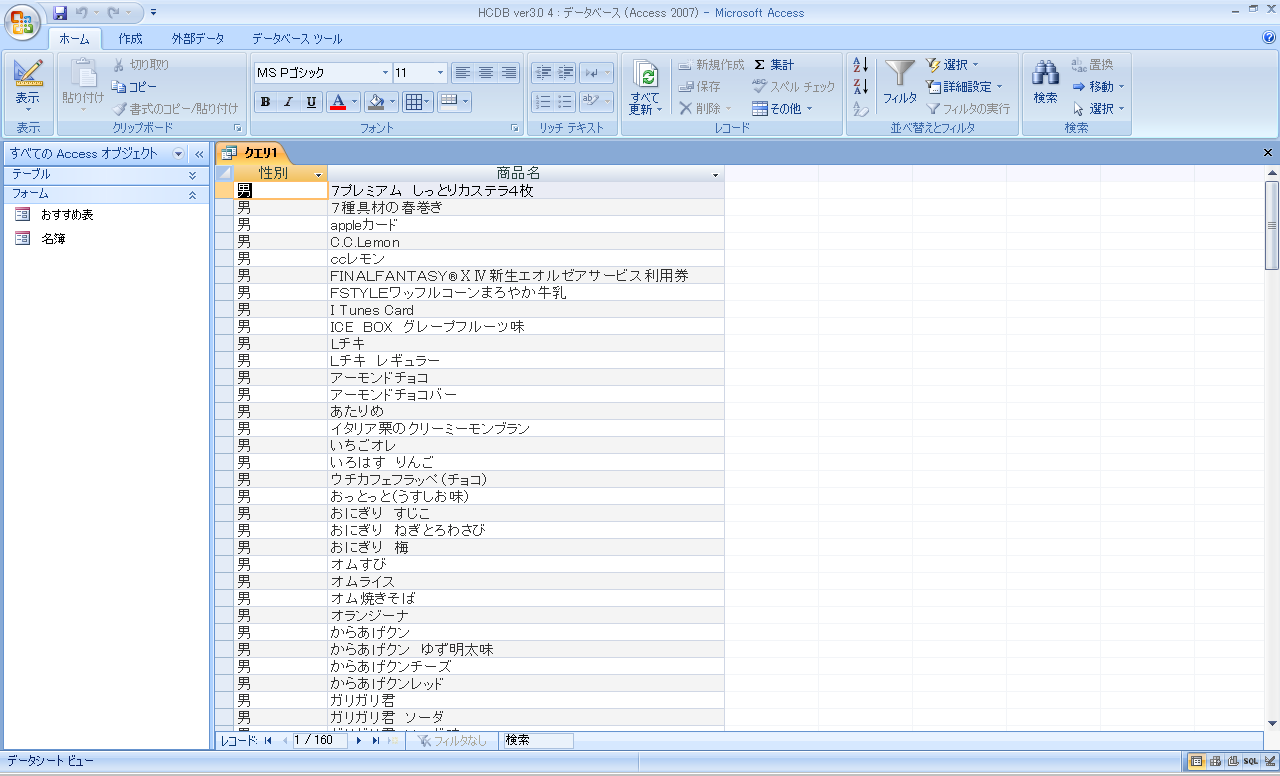 HCDB ver3.0 4 : データベース (Access 2007) - Microsoft Access
ホーム 作成 外部データ データベース ツール
表示 貼り付け 切り取り コピー 書式のコピー/貼り付け
MS Pゴシック 11
B I U A
すべて更新 新規作成 保存 削除 Σ 集計 スペル チェック その他
フィルタ 選択 詳細設定 フィルタの実行
検索 置換 移動 選択
表示 クリップボード フォント リッチ テキスト レコード 並べ替えとフィルタ 検索
すべての Access オブジェクト
テーブル
フォーム
おすすめ表
名簿
クエリ1
性別 商品名
男 7プレミアム　しっとりカステラ4枚
男 7種具材の春巻き
男 appleカード
男 C.C.Lemon
男 ccレモン
男 FINALFANTASY®ⅩⅣ新生エオルゼアサービス利用券
男 FSTYLEワッフルコーンまろやか牛乳
男 I Tunes Card
男 ICE　BOX　グレープフルーツ味
男 Lチキ
男 Lチキ　レギュラー
男 アーモンドチョコ
男 アーモンドチョコバー
男 あたりめ
男 イタリア栗のクリーミーモンブラン
男 いちごオレ
男 いろはす　りんご
男 ウチカフェフラッペ（チョコ）
男 おっとっと(うすしお味)
男 おにぎり　すじこ
男 おにぎり　ねぎとろわさび
男 おにぎり　梅
男 オムすび
男 オムライス
男 オム焼きそば
男 オランジーナ
男 からあげクン
男 からあげクン　ゆず明太味
男 からあげクンチーズ
男 からあげクンレッド
男 ガリガリ君
男 ガリガリ君　ソーダ
レコード: 1 / 160 フィルタなし 検索
データシート ビュー SQL